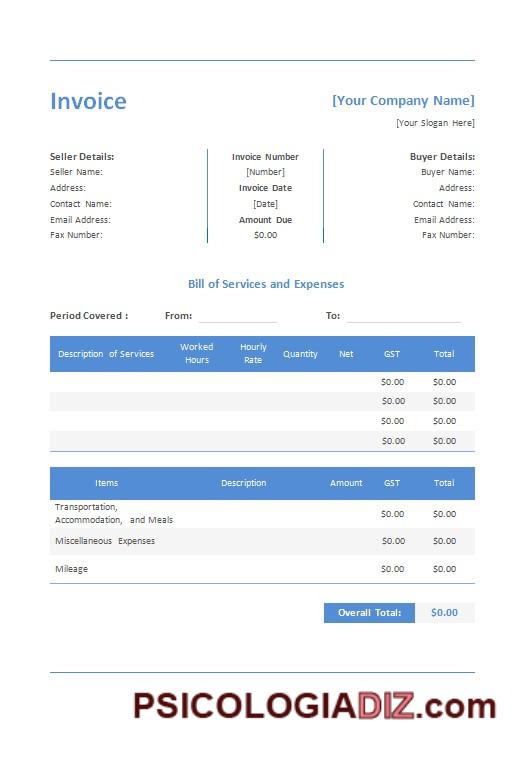 Invoice [Your Company Name]
[Your Slogan Here]
Seller Details: Invoice Number Buyer Details:
Seller Name: [Number] Buyer Name:
Address: Invoice Date Address:
Contact Name: [Date] Contact Name:
Email Address: Amount Due Email Address:
Fax Number: $0.00 Fax Number:
Bill of Services and Expenses
Period Covered : From: To:
Description of Services Worked Hours Hourly Rate Quantity Net GST Total
$0.00 $0.00
$0.00 $0.00
$0.00 $0.00
$0.00 $0.00
Items Description Amount GST Total
Transportation,
Accommodation, and Meals $0.00 $0.00
Miscellaneous Expenses $0.00 $0.00
Mileage $0.00 $0.00
Overall Total: $0.00
PSICOLOGIADIZ.com